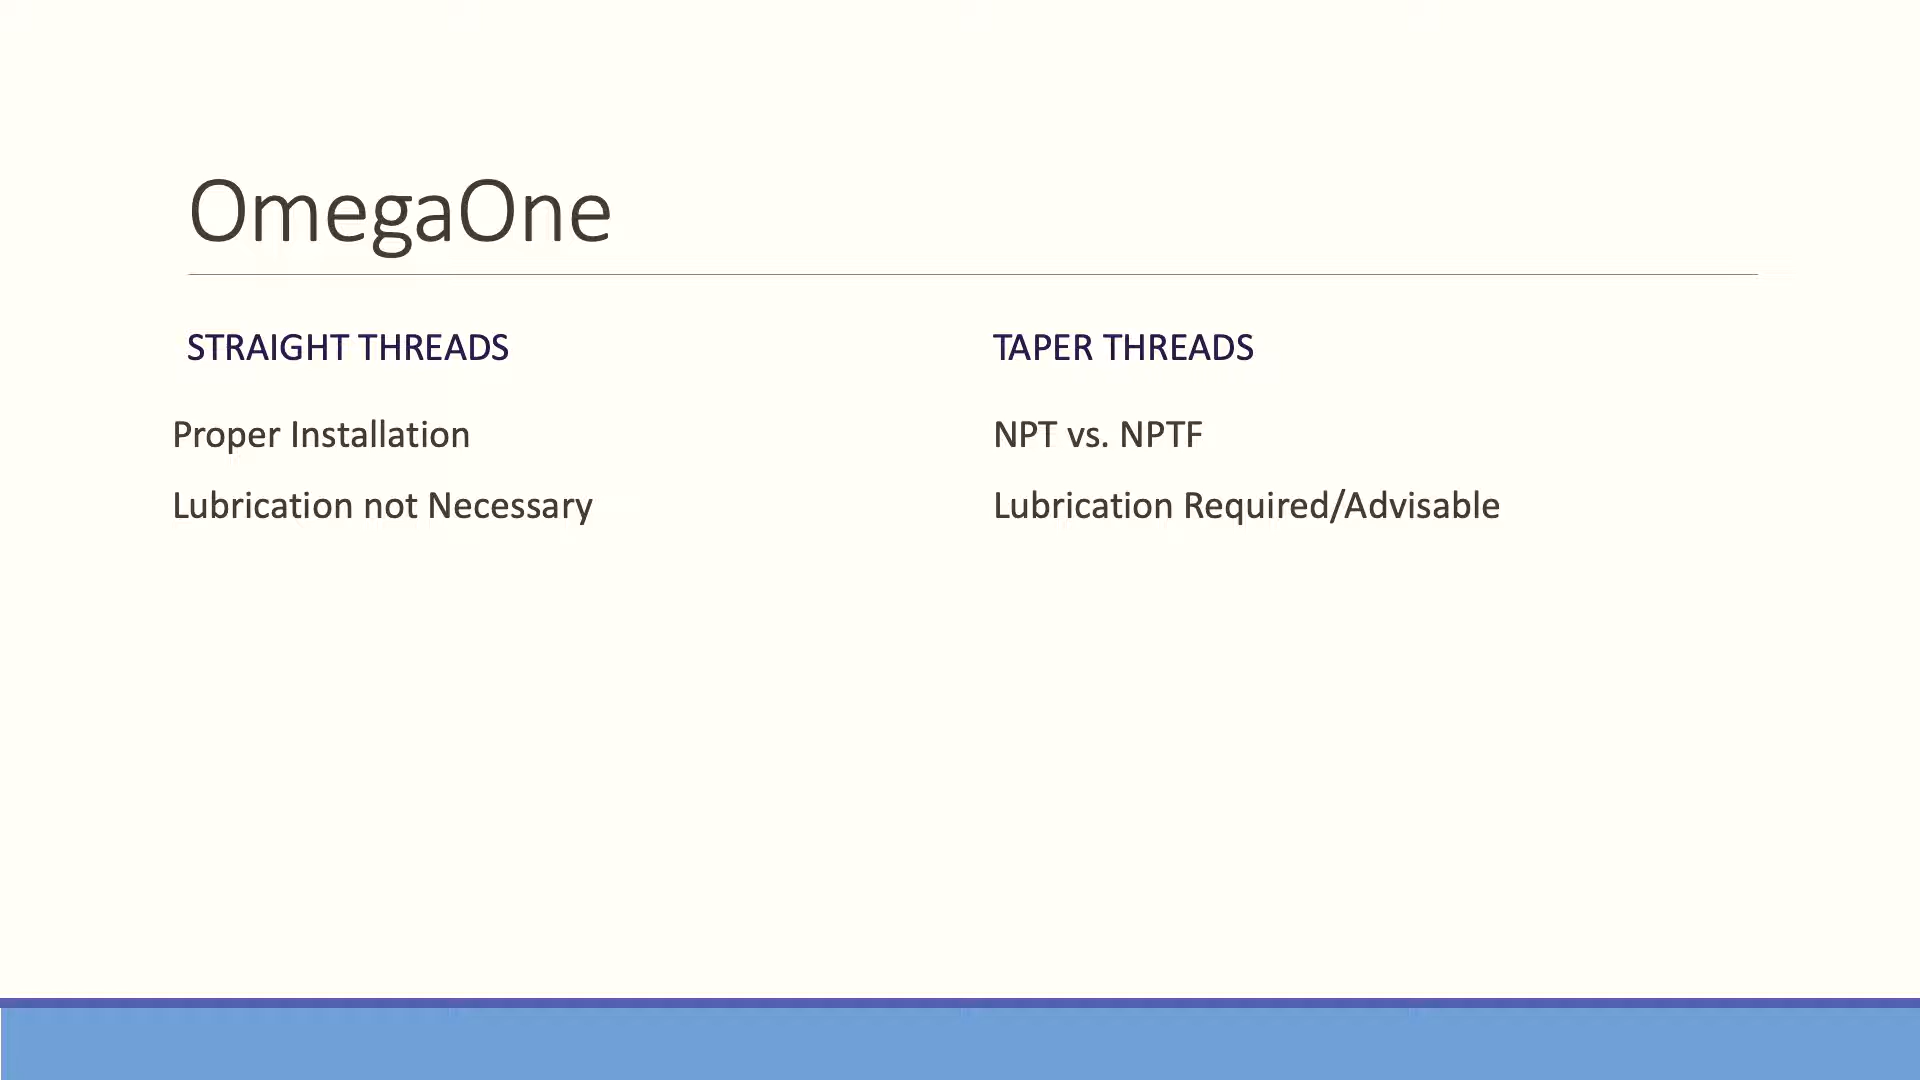 OmegaOne
STRAIGHT THREADS
Proper Installation
Lubrication not Necessary
TAPER THREADS
NPT vs. NPTF
Lubrication Required/Advisable